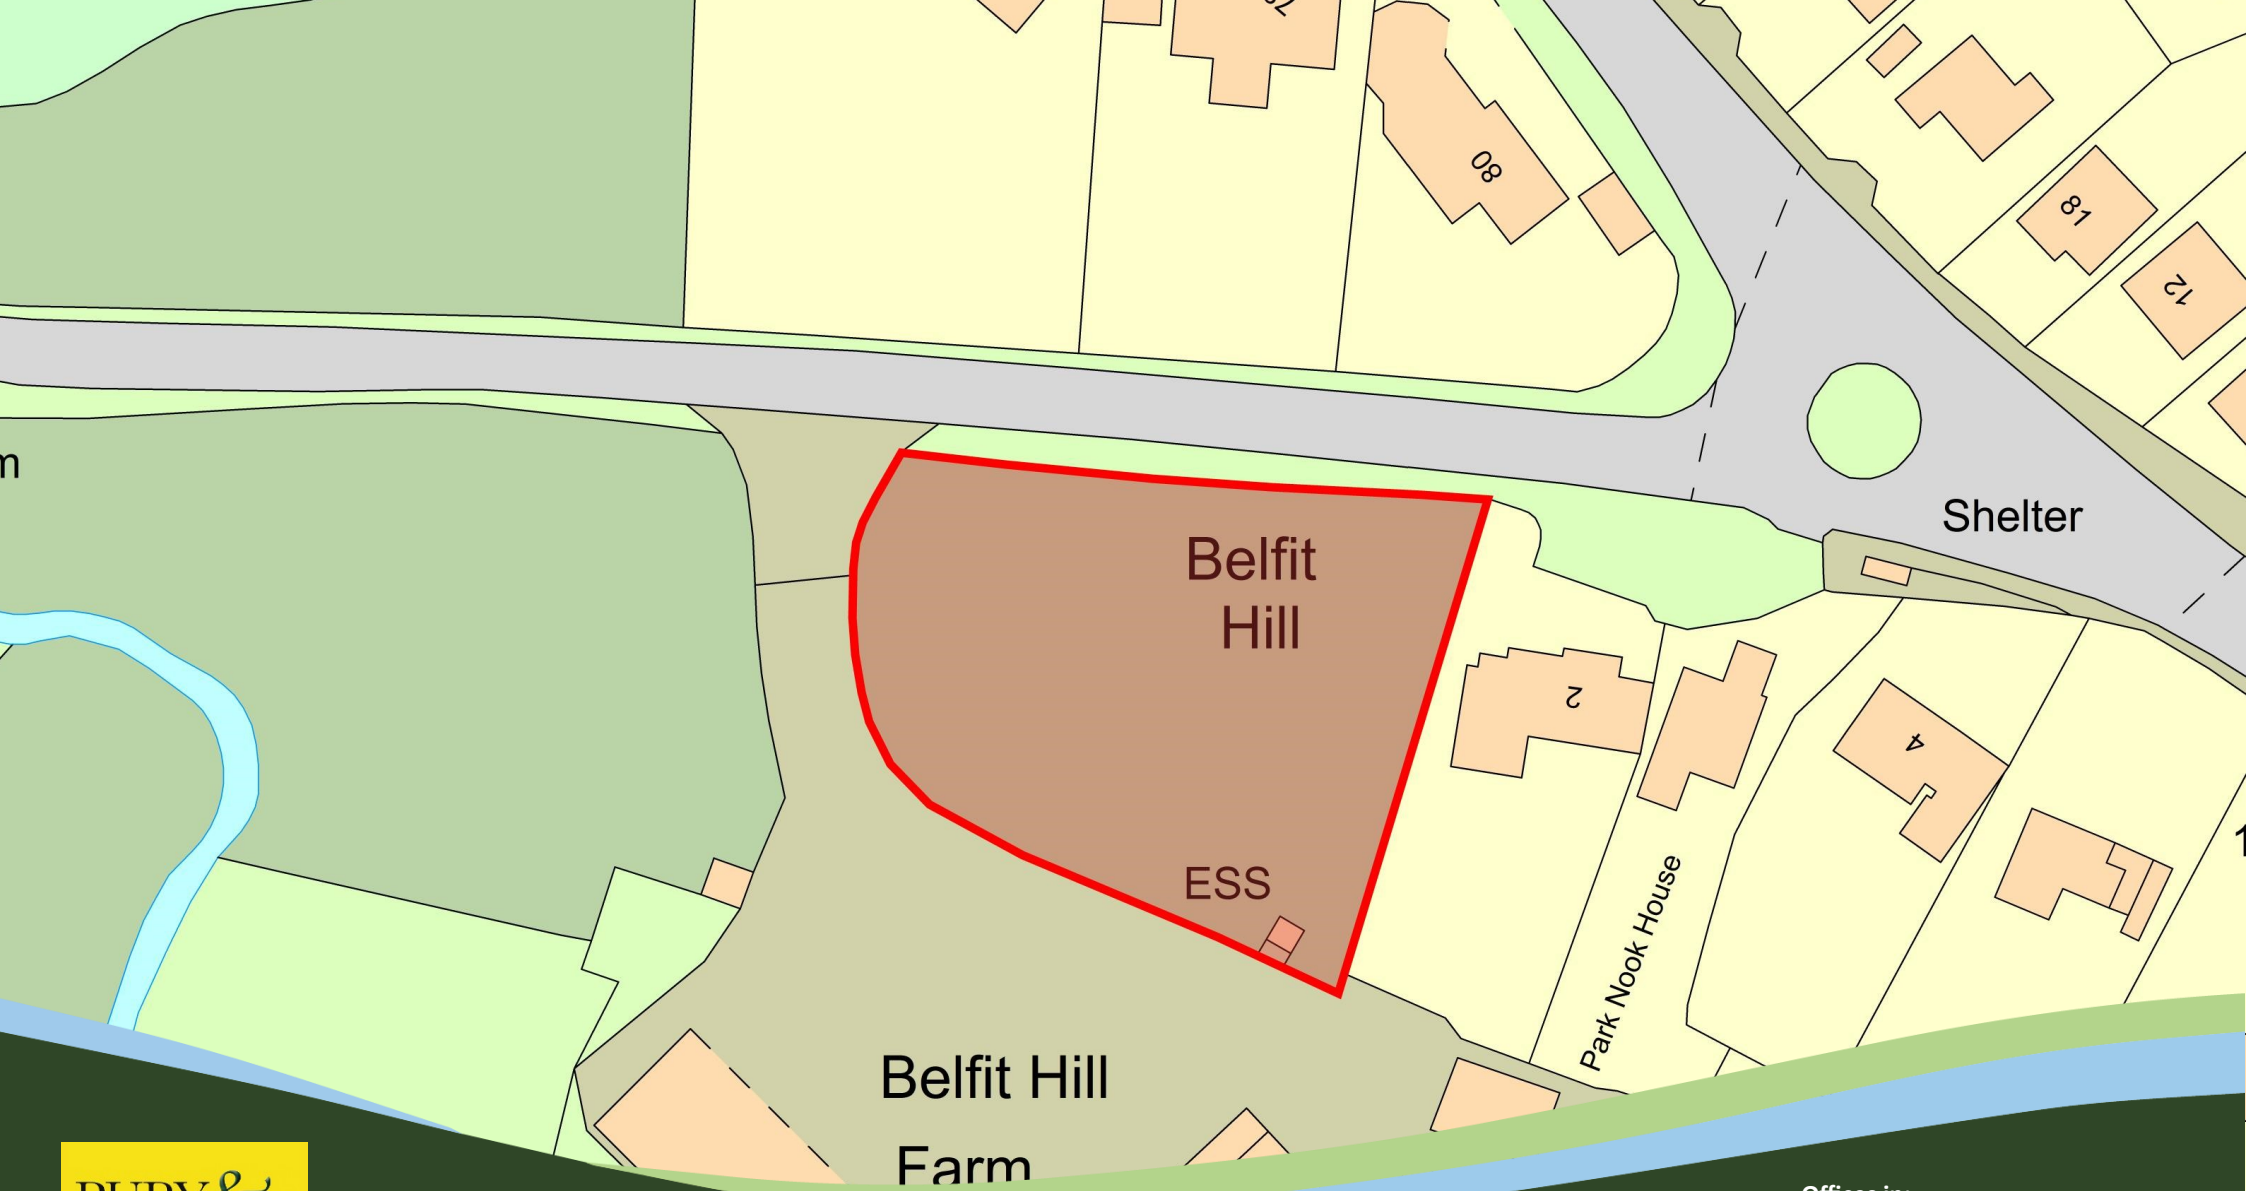 80
81
12
m
Shelter
Belfit
Hill
2
4
ESS
Park Nook House
Belfit Hill
Farm